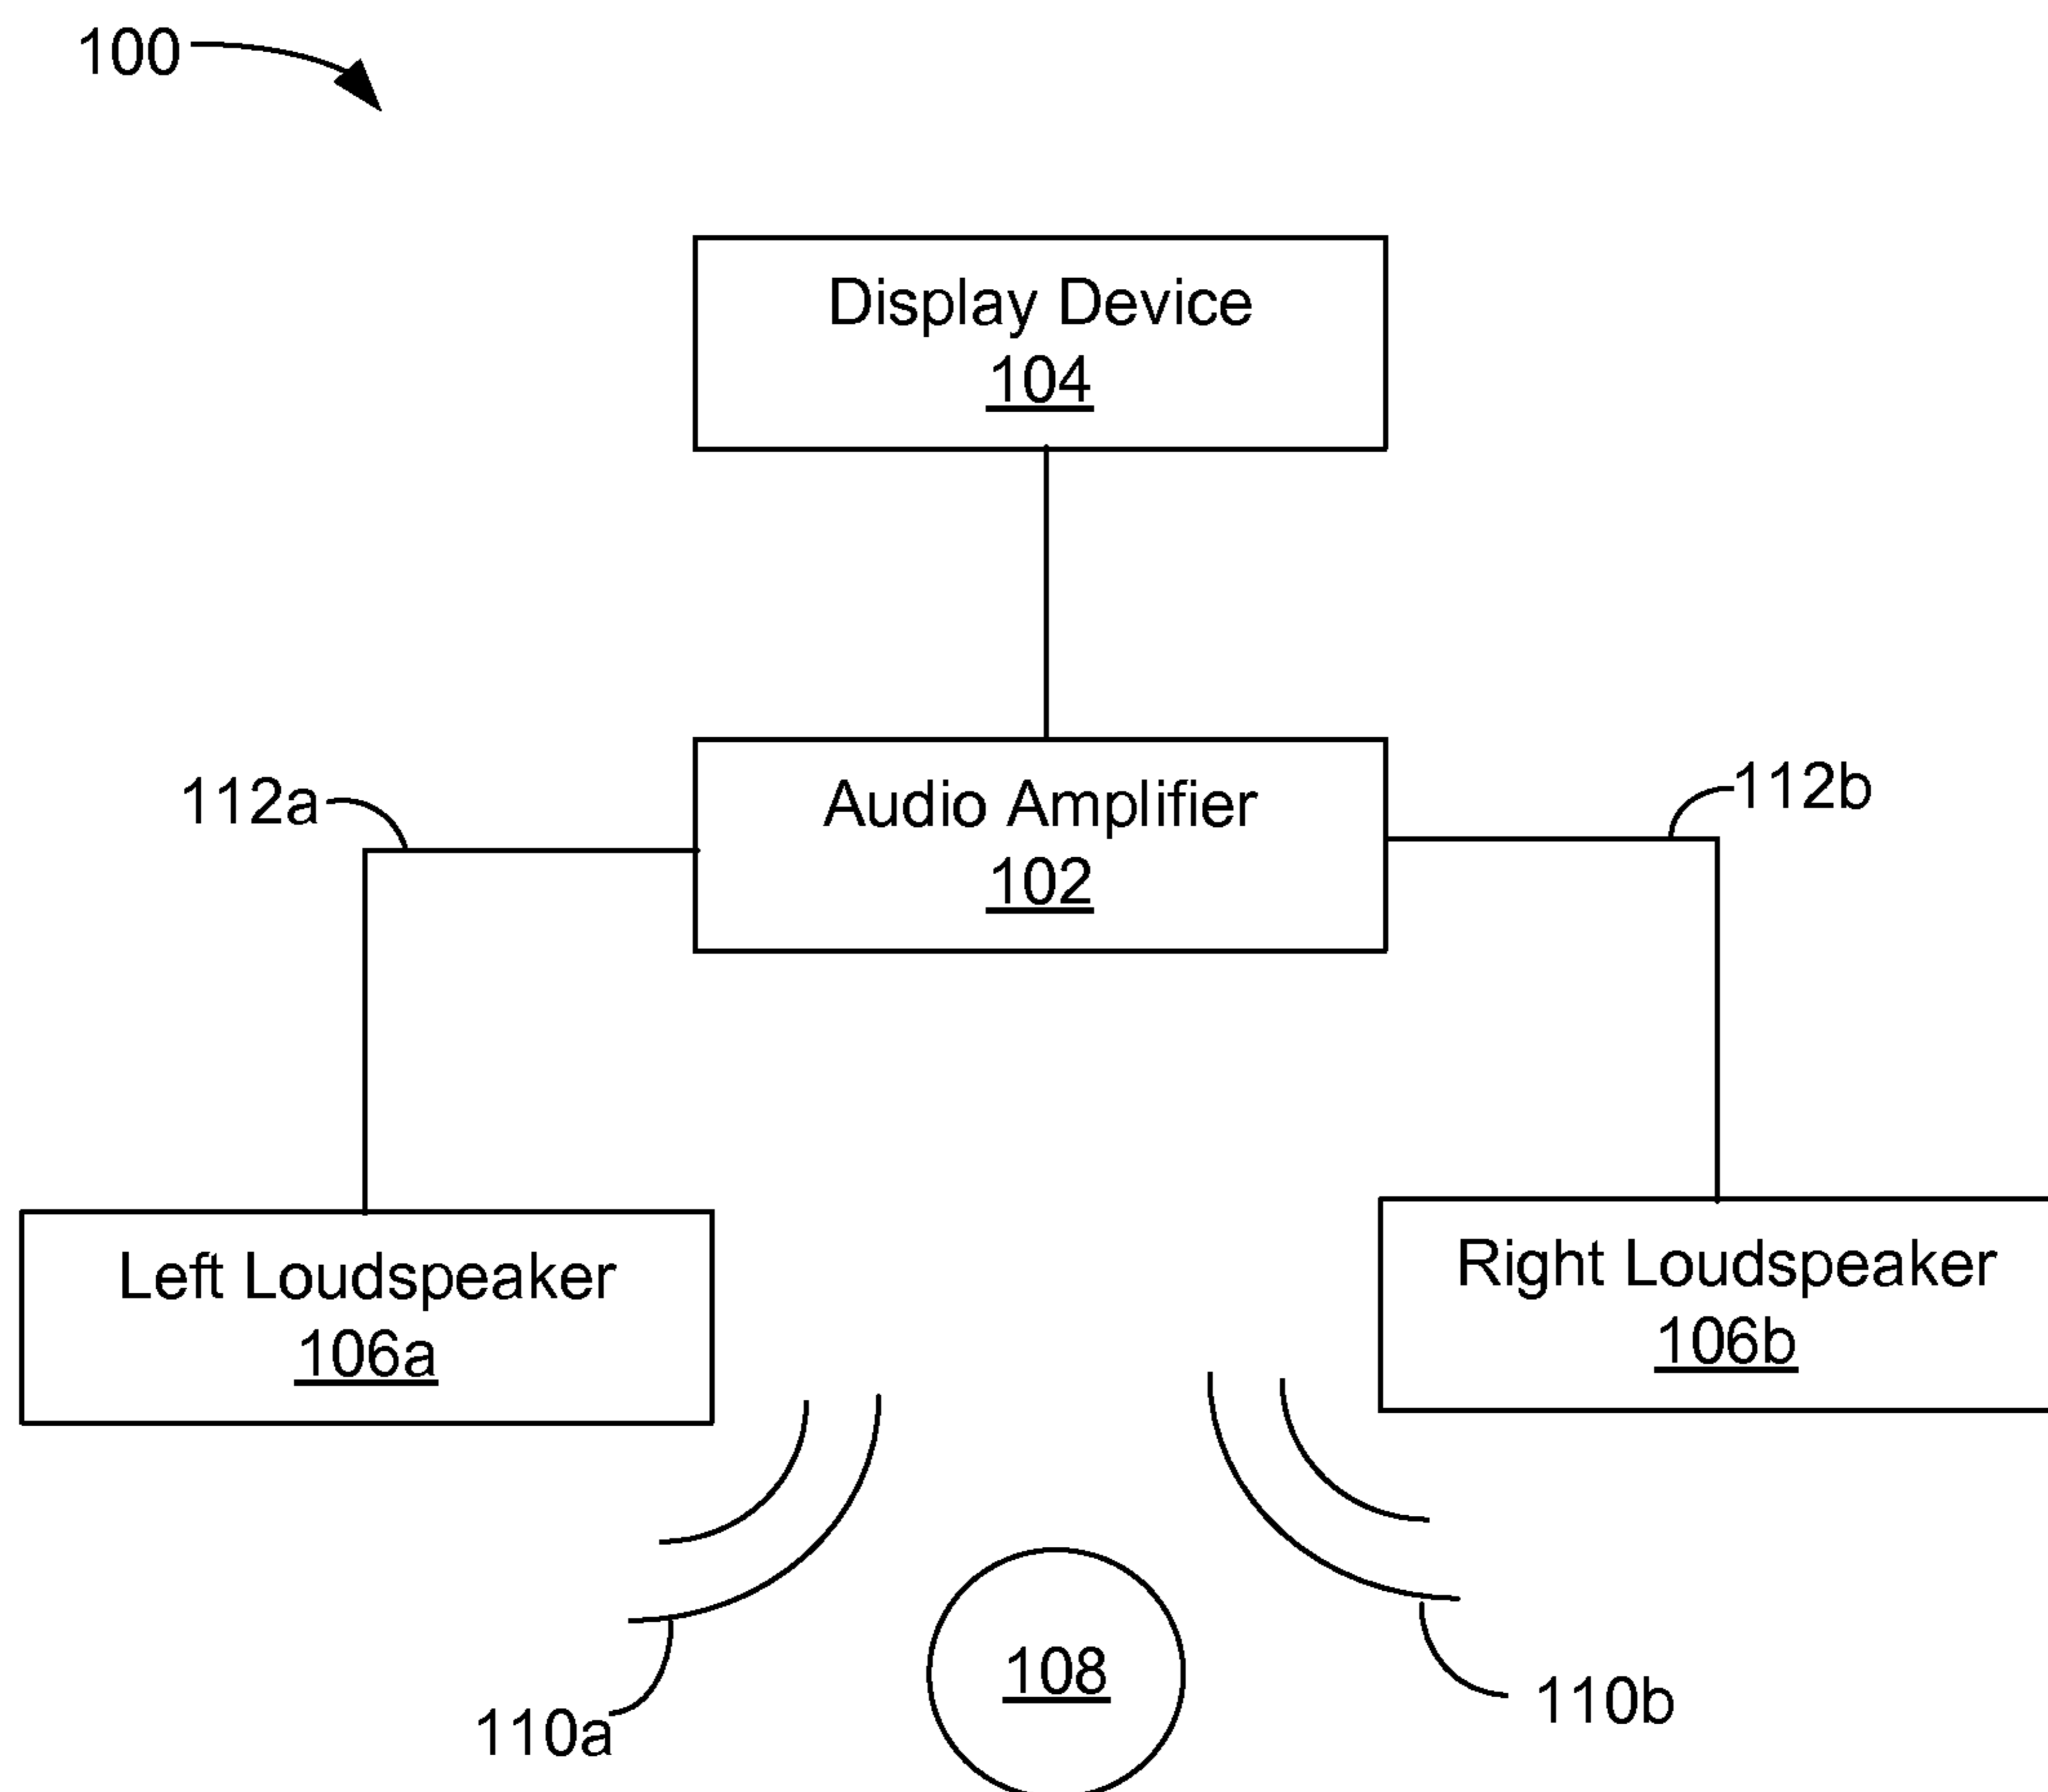 100
Display Device
104
112a
Audio Amplifier
102
112b
Left Loudspeaker
106a
Right Loudspeaker
106b
108
110a
110b